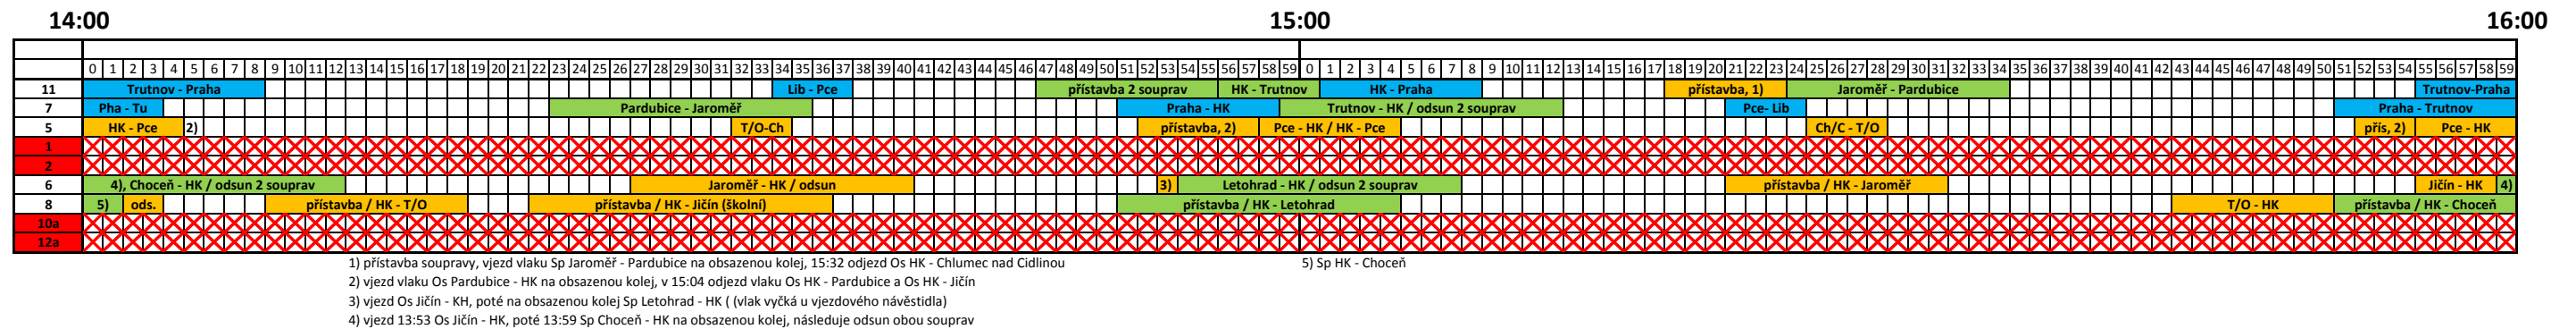 14:00 15:00 16:00
0 1 2 3 4 5 6 7 8 9 10 11 12 13 14 15 16 17 18 19 20 21 22 23 24 25 26 27 28 29 30 31 32 33 34 35 36 37 38 39 40 41 42 43 44 45 46 47 48 49 50 51 52 53 54 55 56 57 58 59 0 1 2 3 4 5 6 7 8 9 10 11 12 13 14 15 16 17 18 19 20 21 22 23 24 25 26 27 28 29 30 31 32 33 34 35 36 37 38 39 40 41 42 43 44 45 46 47 48 49 50 51 52 53 54 55 56 57 58 59
11 Trutnov - Praha Lib - Pce přístavba 2 souprav HK - Trutnov HK - Praha přístavba, 1) Jaroměř - Pardubice Trutnov-Praha
7 Pha - Tu Pardubice - Jaroměř Praha - HK Trutnov - HK / odsun 2 souprav Pce- Lib Praha - Trutnov
5 HK - Pce 2) T/O-Ch přístavba, 2) Pce - HK / HK - Pce Ch/C - T/O přís, 2) Pce - HK
1
2
6 4), Choceň - HK / odsun 2 souprav Jaroměř - HK / odsun 3) Letohrad - HK / odsun 2 souprav přístavba / HK - Jaroměř Jičín - HK 4)
8 5) ods. přístavba / HK - T/O přístavba / HK - Jičín (školní) přístavba / HK - Letohrad T/O - HK přístavba / HK - Choceň
10a
12a
1) přístavba soupravy, vjezd vlaku Sp Jaroměř - Pardubice na obsazenou kolej, 15:32 odjezd Os HK - Chlumec nad Cidlinou 5) Sp HK - Choceň
2) vjezd vlaku Os Pardubice - HK na obsazenou kolej, v 15:04 odjezd vlaku Os HK - Pardubice a Os HK - Jičín
3) vjezd Os Jičín - KH, poté na obsazenou kolej Sp Letohrad - HK ( (vlak vyčká u vjezdového návěstidla)
4) vjezd 13:53 Os Jičín - HK, poté 13:59 Sp Choceň - HK na obsazenou kolej, následuje odsun obou souprav